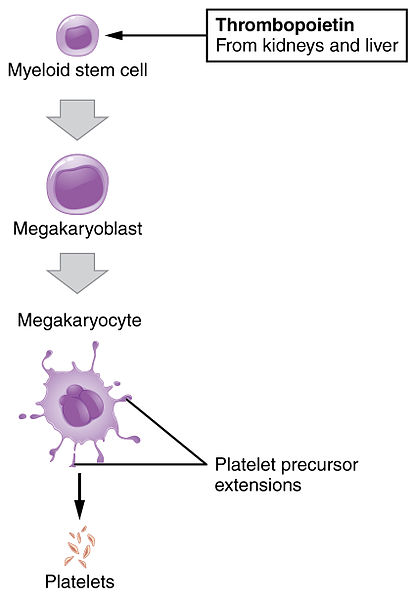 Thrombopoietin
From kidneys and liver
Myeloid stem cell
Megakaryoblast
Megakaryocyte
Platelet precursor
extensions
Platelets